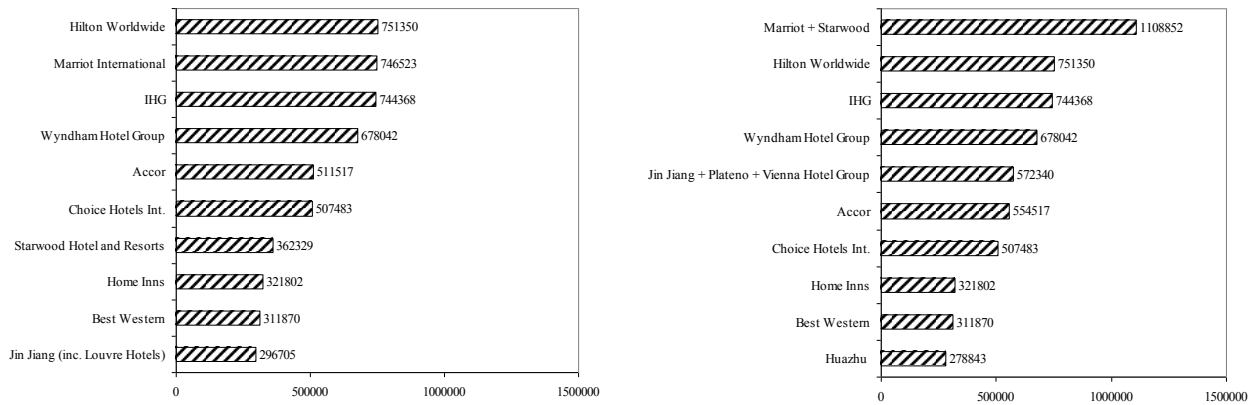 Hilton Worldwide 751350
Marriot International 746523
IHG 744368
Wyndham Hotel Group 678042
Accor 511517
Choice Hotels Int. 507483
Starwood Hotel and Resorts 362329
Home Inns 321802
Best Western 311870
Jin Jiang (inc. Louvre Hotels) 296705
0 500000 1000000 1500000
Marriot + Starwood 1108852
Hilton Worldwide 751350
IHG 744368
Wyndham Hotel Group 678042
Jin Jiang + Plateno + Vienna Hotel Group 572340
Accor 554517
Choice Hotels Int. 507483
Home Inns 321802
Best Western 311870
Huazhu 278843
0 500000 1000000 1500000